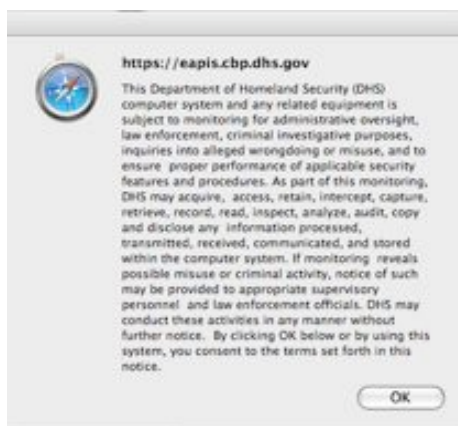 https://eapis.cbp.dhs.gov
This Department of Homeland Security (DHS)
computer system and any related equipment is
subject to monitoring for administrative oversight,
law enforcement, criminal investigative purposes,
inquiries into alleged wrongdoing or misuse, and to
ensure proper performance of applicable security
features and procedures. As part of this monitoring,
DHS may acquire, access, retain, intercept, capture,
retrieve, record, read, inspect, analyze, audit, copy
and disclose any information processed,
transmitted, received, communicated, and stored
within the computer system. If monitoring reveals
possible misuse or criminal activity, notice of such
may be provided to appropriate supervisory
personnel and law enforcement officials. DHS may
conduct these activities in any manner without
further notice. By clicking OK below or by using this
system, you consent to the terms set forth in this
notice.
OK